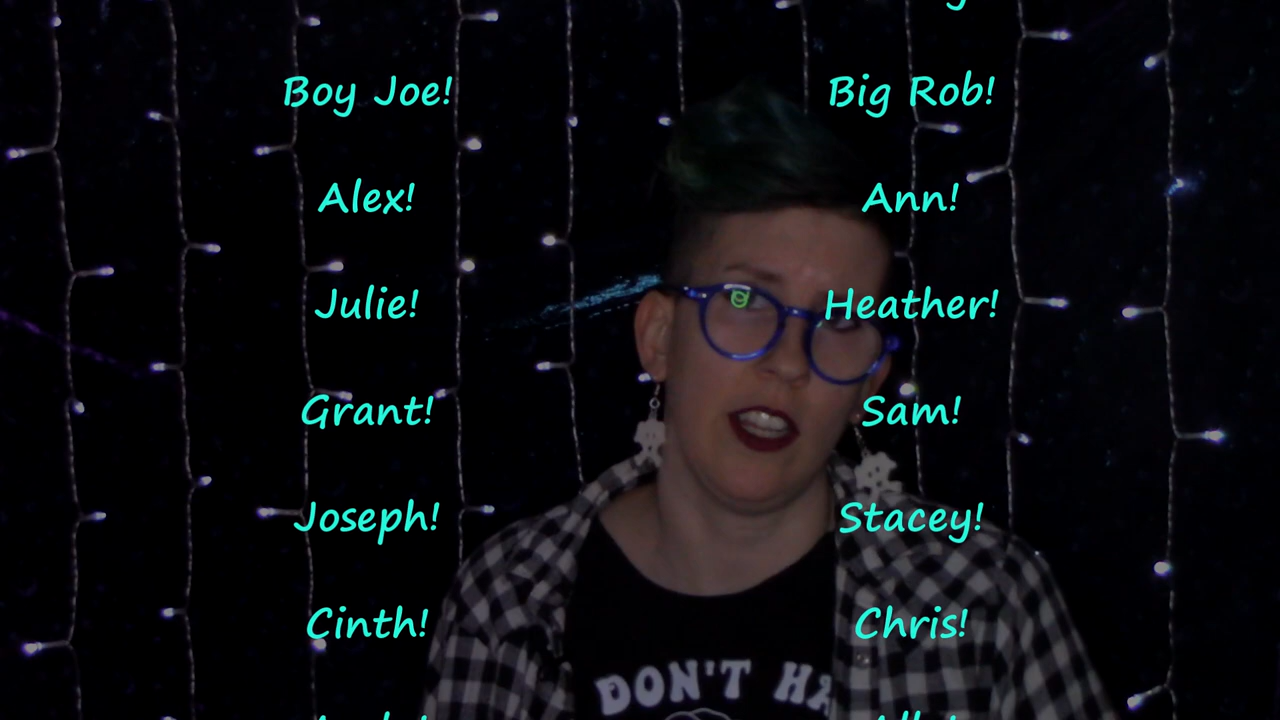 Boy Joe!
Big Rob!
Alex!
Ann!
Julie!
Heather!
Grant!
Sam!
Joseph!
Stacey!
Cinth!
Chris!
DON'T